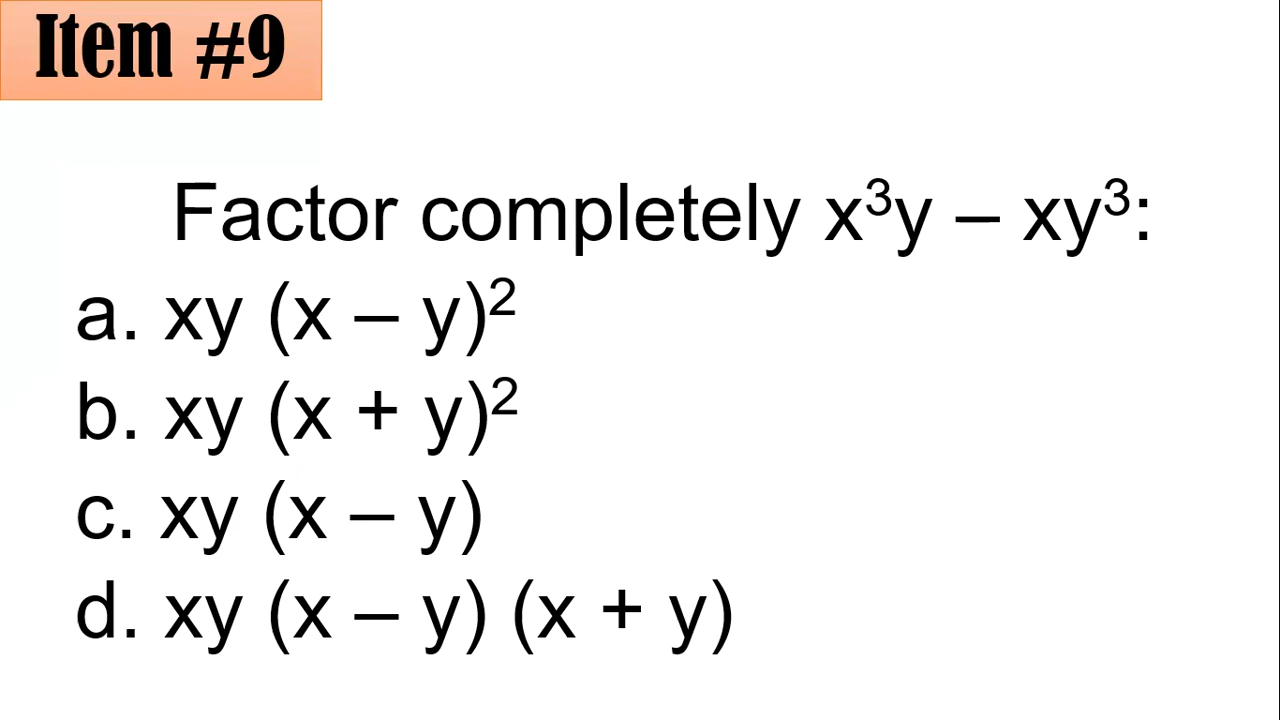 Item #9
Factor completely x³y – xy³:
a. xy (x – y)²
b. xy (x + y)²
c. xy (x – y)
d. xy (x – y) (x + y)